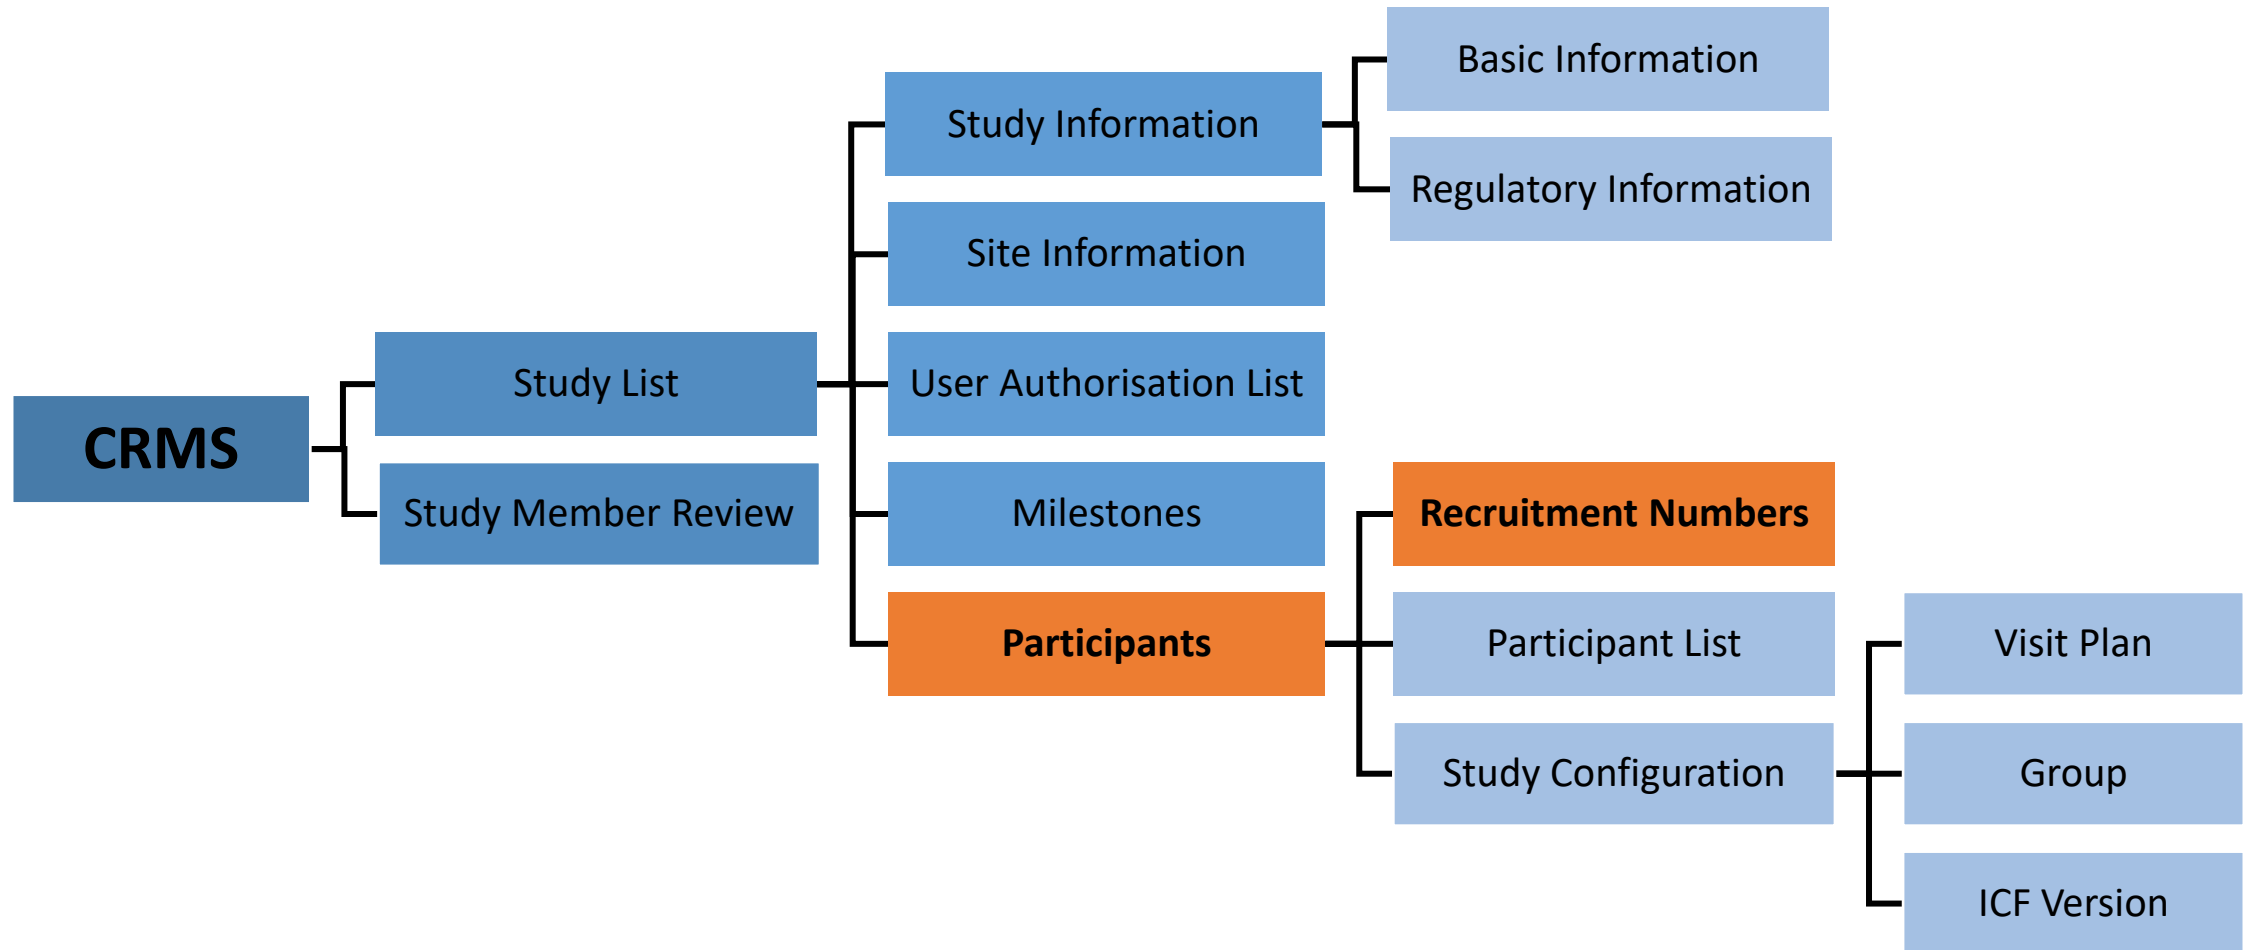 CRMS
Study List
Study Member Review
Study Information
Site Information
User Authorisation List
Milestones
Participants
Basic Information
Regulatory Information
Recruitment Numbers
Participant List
Study Configuration
Visit Plan
Group
ICF Version